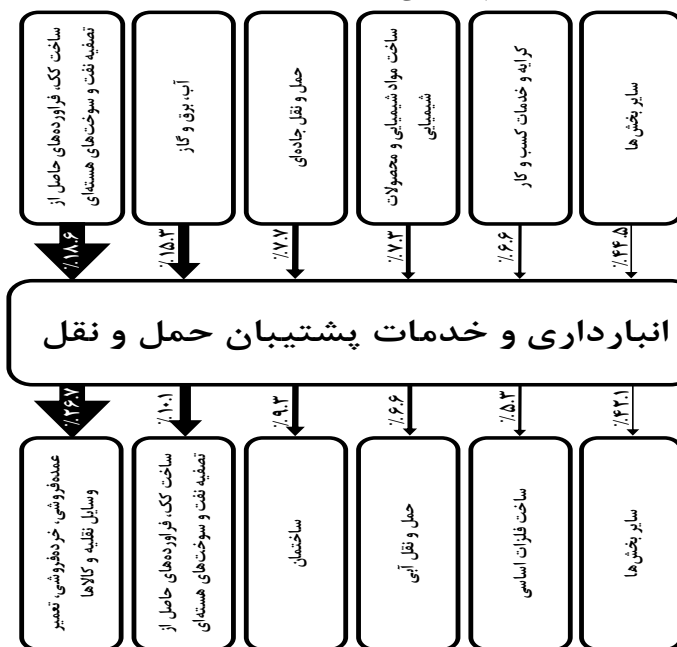 ساخت کک، فراورده‌های حاصل از
تصفیه نفت و سوخت‌های هسته‌ای
آب، برق و گاز
حمل و نقل جاده‌ای
ساخت مواد شیمیایی و محصولات
شیمیایی
کرایه و خدمات کسب و کار
سایر بخش‌ها
٪۱۸.۶
٪۱۵.۳
٪۷.۷
٪۷.۳
٪۶.۶
٪۴۴.۵
انبارداری و خدمات پشتیبان حمل و نقل
٪۲۶.۷
٪۱۰.۱
٪۹.۳
٪۶.۶
٪۵.۳
٪۴۲.۱
عمده‌فروشی، خرده‌فروشی، تعمیر
وسایل نقلیه و کالاها
ساخت کک، فراورده‌های حاصل از
تصفیه نفت و سوخت‌های هسته‌ای
ساختمان
حمل و نقل آبی
ساخت فلزات اساسی
سایر بخش‌ها